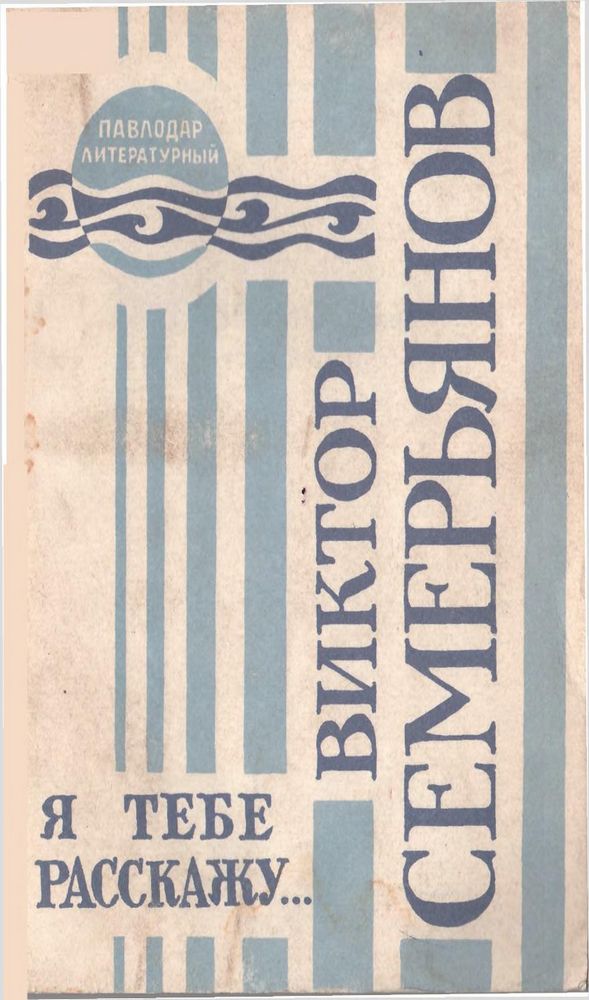 ПАВЛОДАР
ЛИТЕРАТУРНЫЙ
ВИКТОР
СЕМЕРЬЯНОВ
Я ТЕБЕ
РАССКАЖУ...